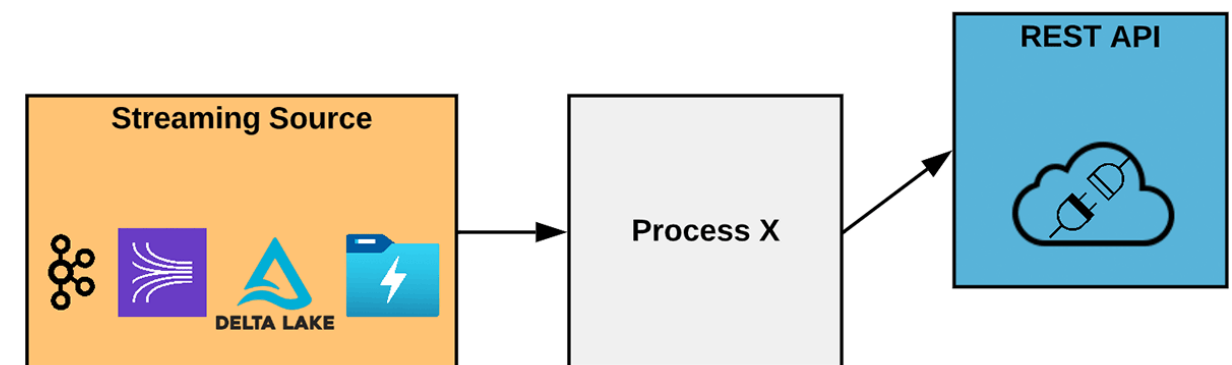 REST API
Streaming Source
Process X
DELTA LAKE